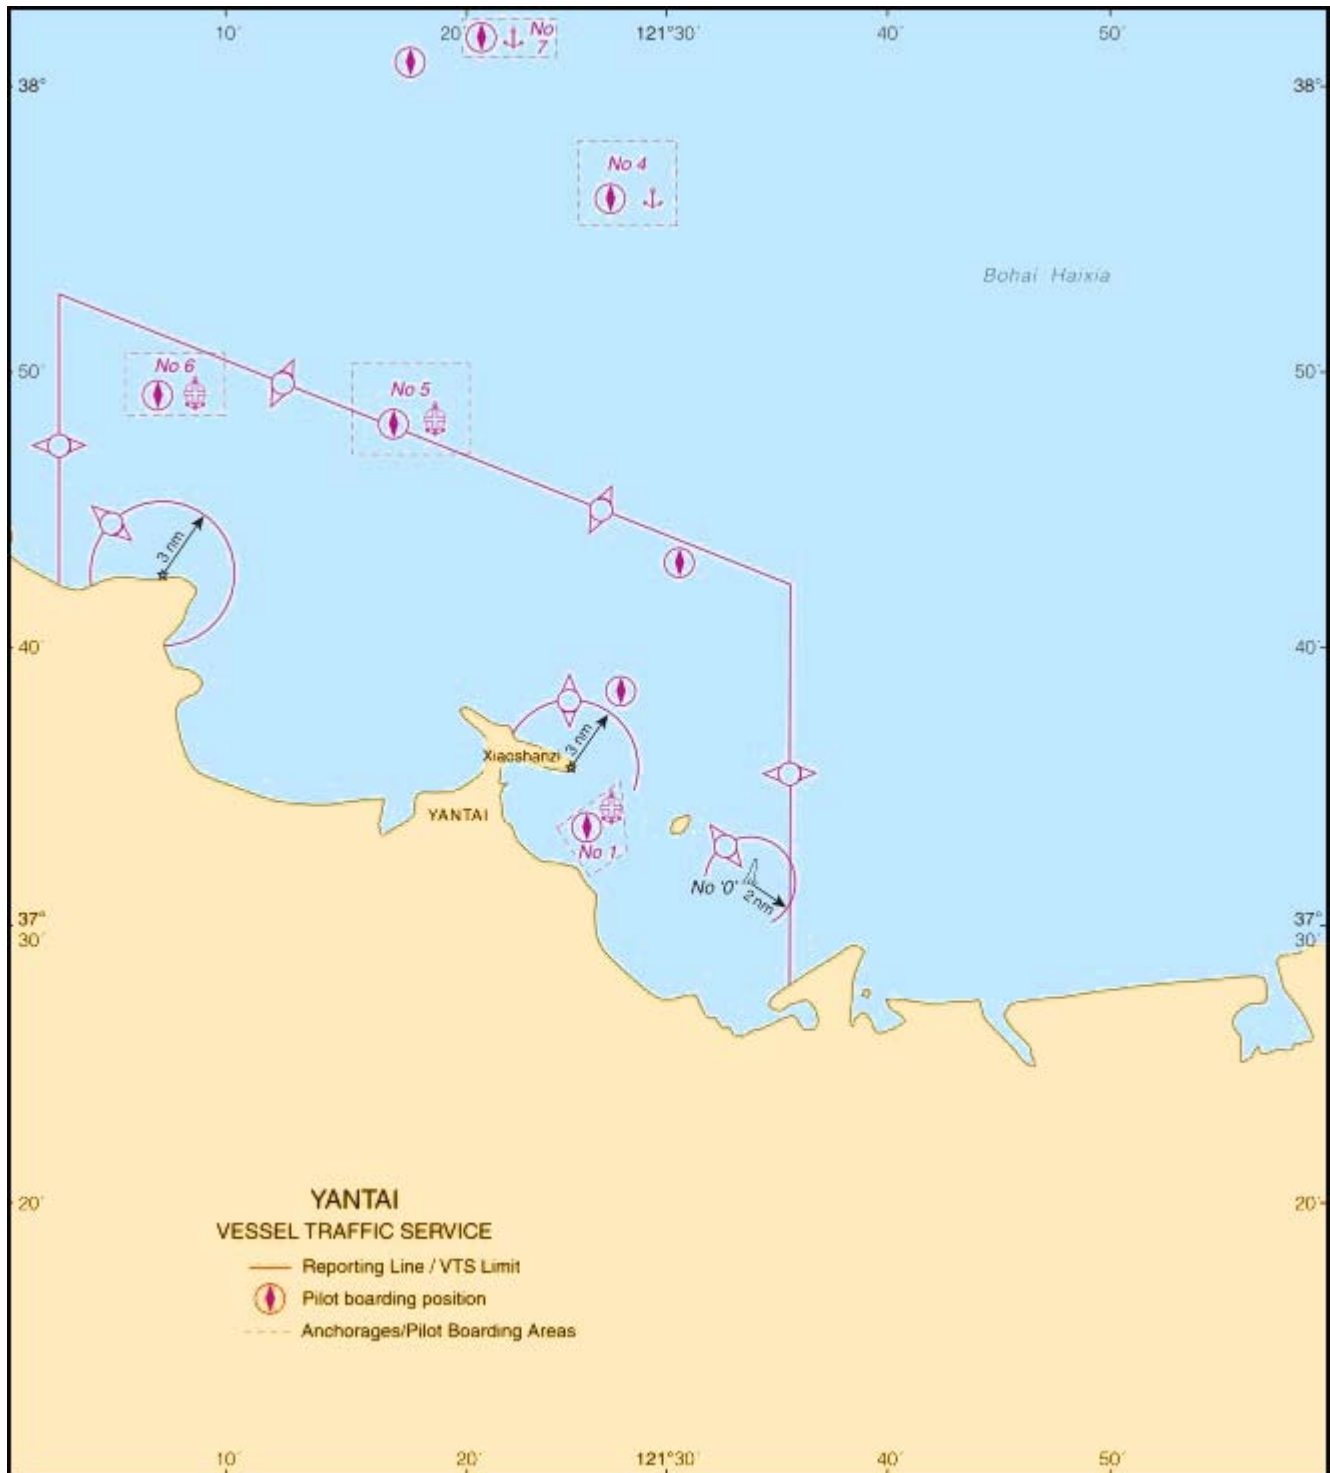 10′ 20′ 121°30′ 40′ 50′
No
7
38° 38°
No 4
Bohai Haixia
50′ 50′
No 6
No 5
3 nm
40′ 40′
3 nm
Xiaoshanzi
YANTAI
No 1
No '0'
2 nm
37° 37°
30′ 30′
20′ 20′
YANTAI
VESSEL TRAFFIC SERVICE
Reporting Line / VTS Limit
Pilot boarding position
Anchorages/Pilot Boarding Areas
10′ 20′ 121°30′ 40′ 50′